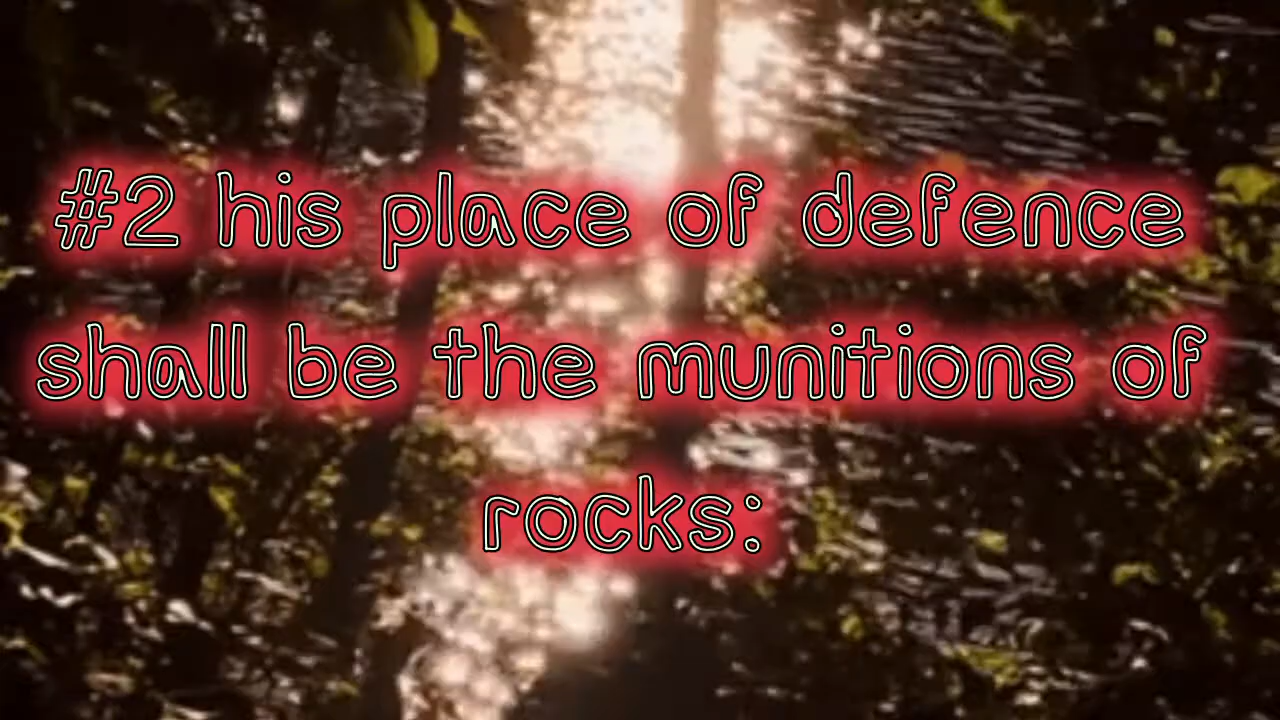 #2 his place of defence
shall be the munitions of
rocks: